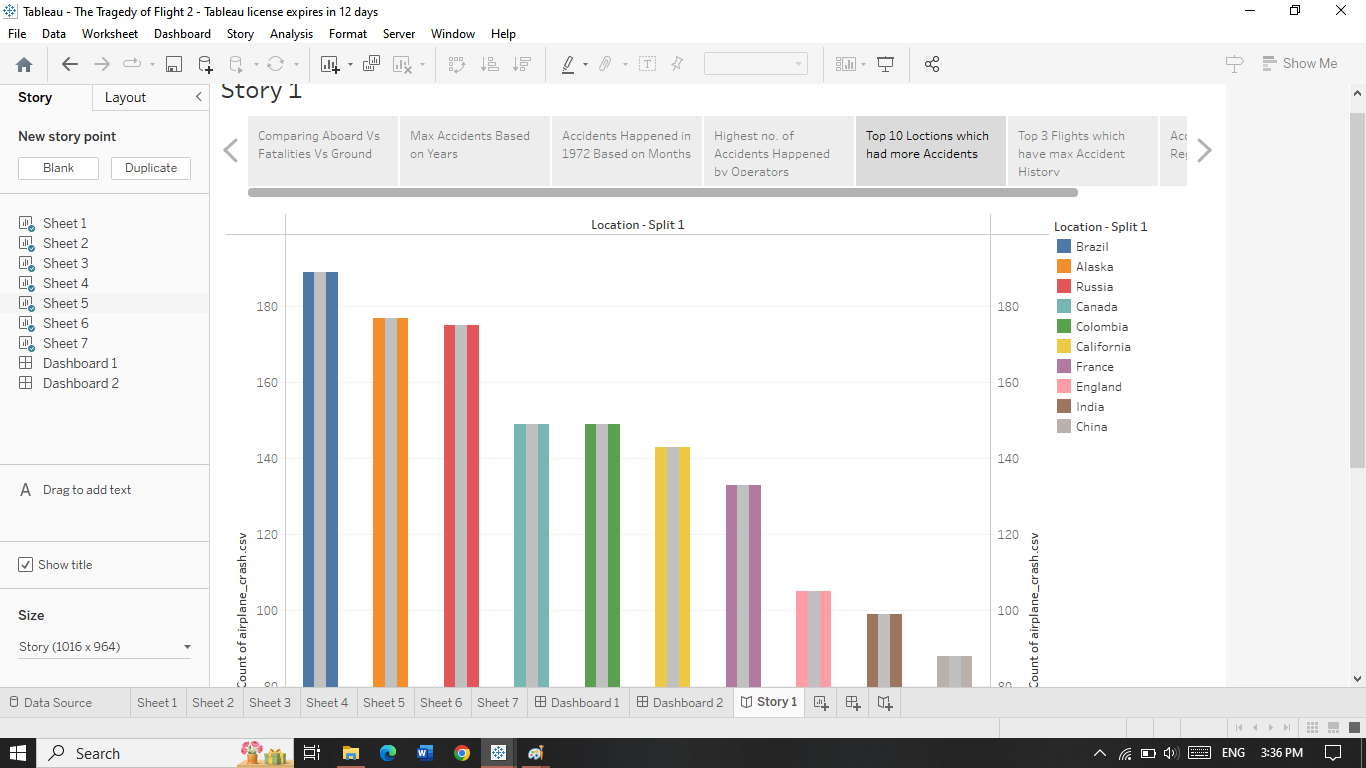 Tableau - The Tragedy of Flight 2 - Tableau license expires in 12 days
File Data Worksheet Dashboard Story Analysis Format Server Window Help
Show Me
Story Layout
New story point
Blank Duplicate
Sheet 1
Sheet 2
Sheet 3
Sheet 4
Sheet 5
Sheet 6
Sheet 7
Dashboard 1
Dashboard 2
A Drag to add text
Show title
Size
Story (1016 x 964)
Story 1
Comparing Aboard Vs
Fatalities Vs Ground
Max Accidents Based
on Years
Accidents Happened in
1972 Based on Months
Highest no. of
Accidents Happened
by Operators
Top 10 Loctions which
had more Accidents
Top 3 Flights which
have max Accident
History
Location - Split 1
180
160
140
120
100
80
Count of airplane_crash.csv
180
160
140
120
100
80
Count of airplane_crash.csv
Location - Split 1
Brazil
Alaska
Russia
Canada
Colombia
California
France
England
India
China
Data Source Sheet 1 Sheet 2 Sheet 3 Sheet 4 Sheet 5 Sheet 6 Sheet 7 Dashboard 1 Dashboard 2 Story 1
Search
ENG 3:36 PM